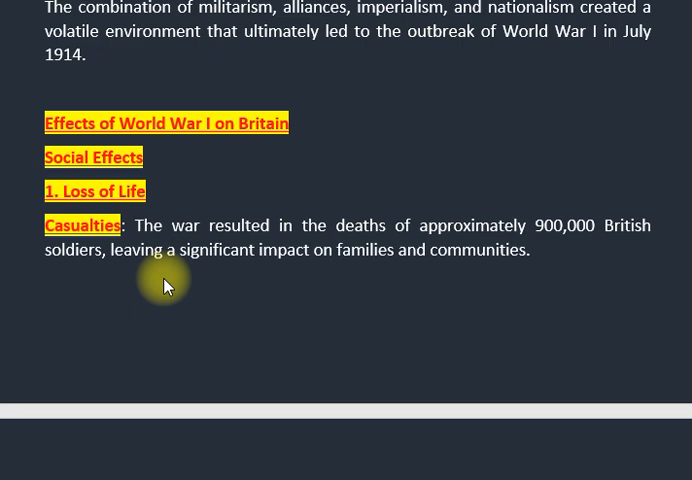 The combination of militarism, alliances, imperialism, and nationalism created a
volatile environment that ultimately led to the outbreak of World War I in July
1914.
Effects of World War I on Britain
Social Effects
1. Loss of Life
Casualties: The war resulted in the deaths of approximately 900,000 British
soldiers, leaving a significant impact on families and communities.